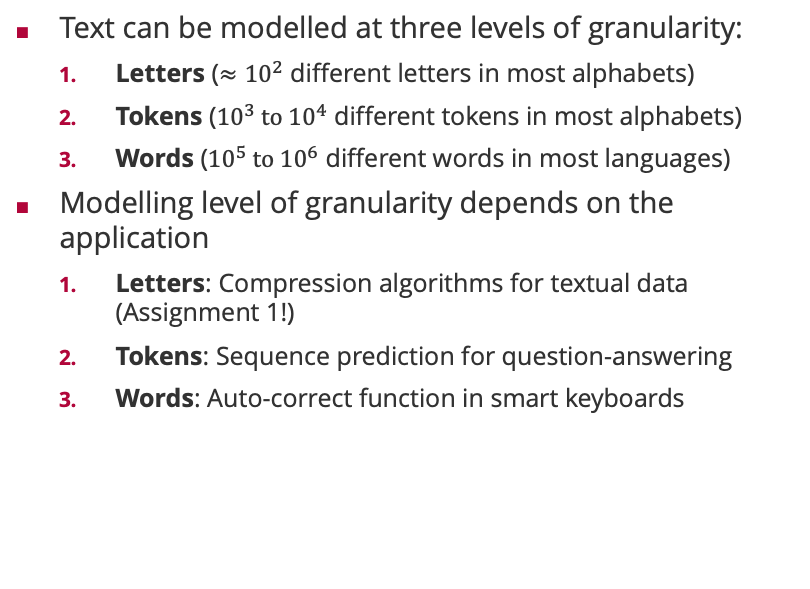 ▪ Text can be modelled at three levels of granularity:
1. Letters (≈ 10² different letters in most alphabets)
2. Tokens (10³ to 10⁴ different tokens in most alphabets)
3. Words (10⁵ to 10⁶ different words in most languages)
▪ Modelling level of granularity depends on the
application
1. Letters: Compression algorithms for textual data
(Assignment 1!)
2. Tokens: Sequence prediction for question-answering
3. Words: Auto-correct function in smart keyboards